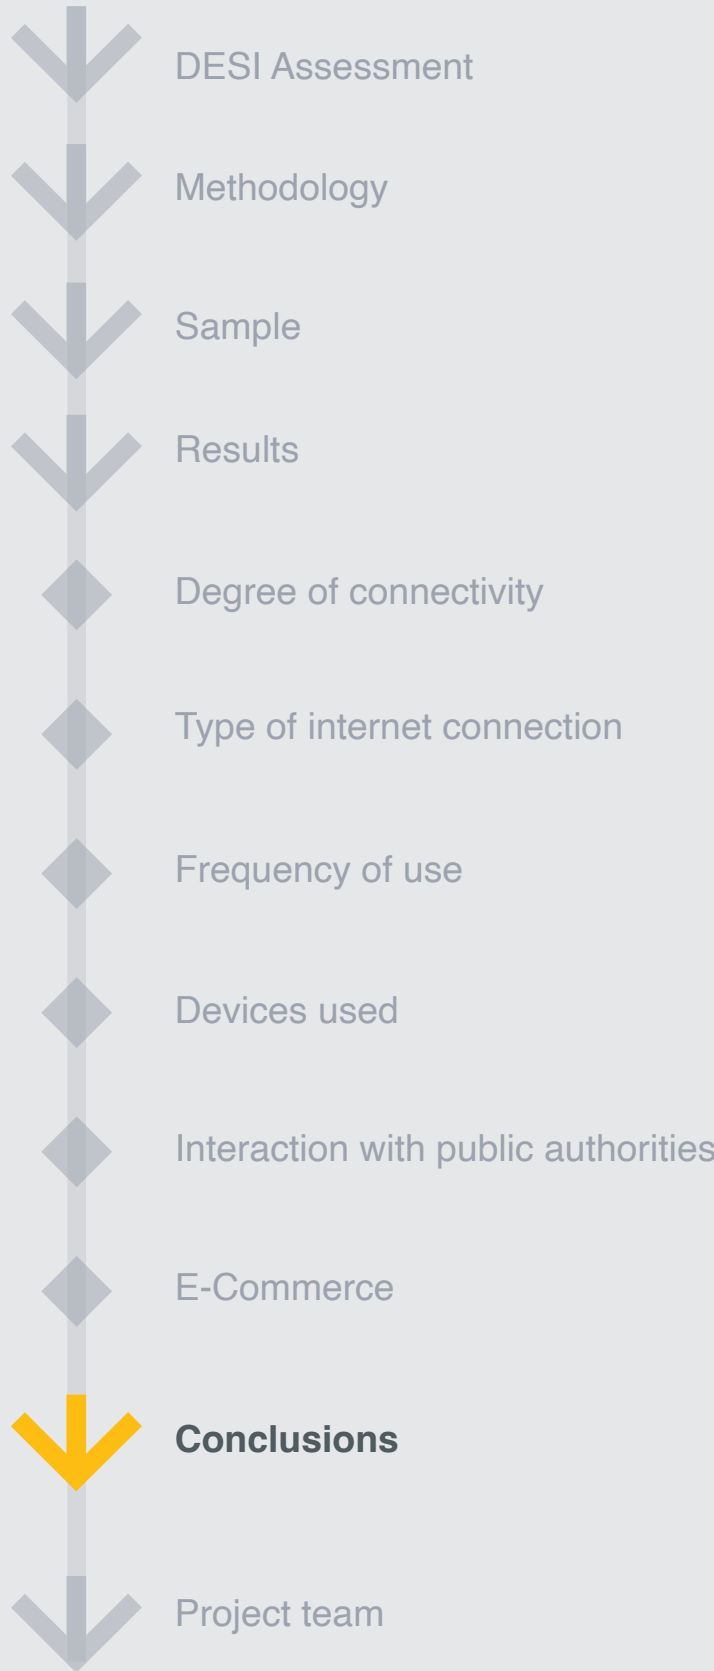 DESI Assessment
Methodology
Sample
Results
Degree of connectivity
Type of internet connection
Frequency of use
Devices used
Interaction with public authorities
E-Commerce
Conclusions
Project team